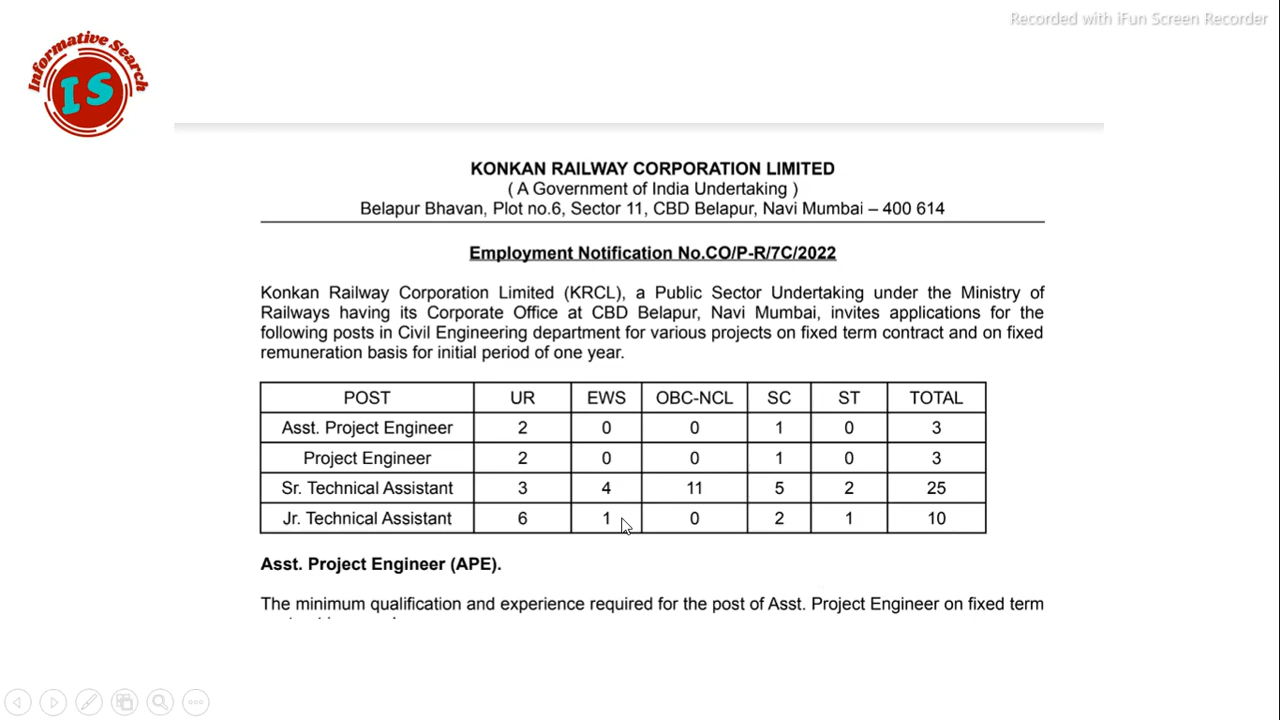 Recorded with iFun Screen Recorder
Informative Search
IS
KONKAN RAILWAY CORPORATION LIMITED
( A Government of India Undertaking )
Belapur Bhavan, Plot no.6, Sector 11, CBD Belapur, Navi Mumbai – 400 614
Employment Notification No.CO/P-R/7C/2022
Konkan Railway Corporation Limited (KRCL), a Public Sector Undertaking under the Ministry of
Railways having its Corporate Office at CBD Belapur, Navi Mumbai, invites applications for the
following posts in Civil Engineering department for various projects on fixed term contract and on fixed
remuneration basis for initial period of one year.
POST UR EWS OBC-NCL SC ST TOTAL
Asst. Project Engineer 2 0 0 1 0 3
Project Engineer 2 0 0 1 0 3
Sr. Technical Assistant 3 4 11 5 2 25
Jr. Technical Assistant 6 1 0 2 1 10
Asst. Project Engineer (APE).
The minimum qualification and experience required for the post of Asst. Project Engineer on fixed term